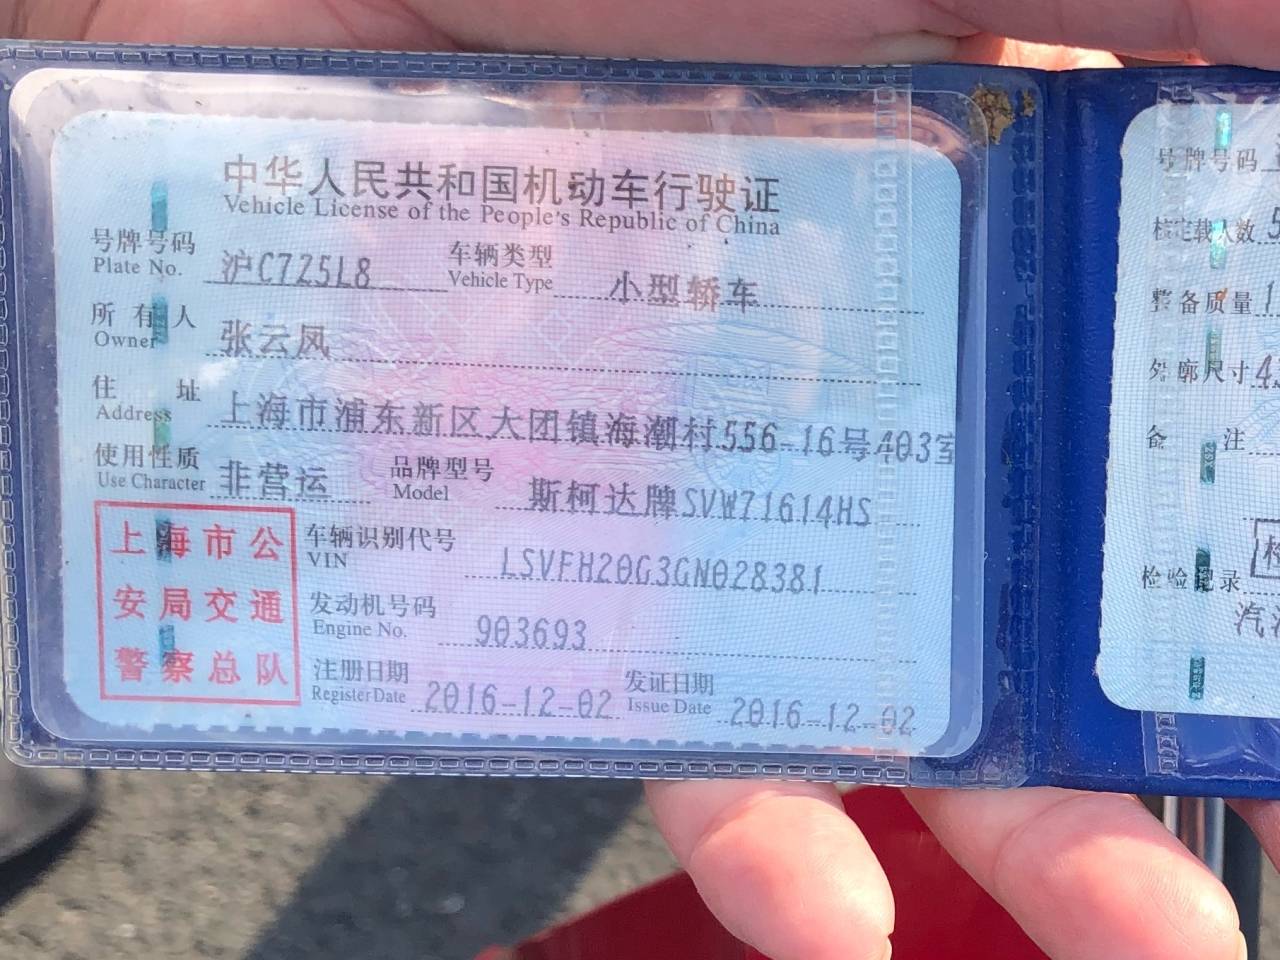 中华人民共和国机动车行驶证
Vehicle License of the People's Republic of China
号牌号码 沪C7Z5L8 车辆类型 小型轿车
Plate No. Vehicle Type
所有人 张云凤
Owner
住址 上海市浦东新区大团镇海潮村556-16号403室
Address
使用性质 非营运 品牌型号 斯柯达牌SVW71614HS
Use Character Model
上海市公
安局交通
警察总队
车辆识别代号 LSVFH20G3GN028381
VIN
发动机号码 903693
Engine No.
注册日期 2016-12-02 发证日期 2016-12-02
Register Date Issue Date
号牌号码
核定载人数 5
整备质量 1
外廓尺寸 4
备注
检验记录